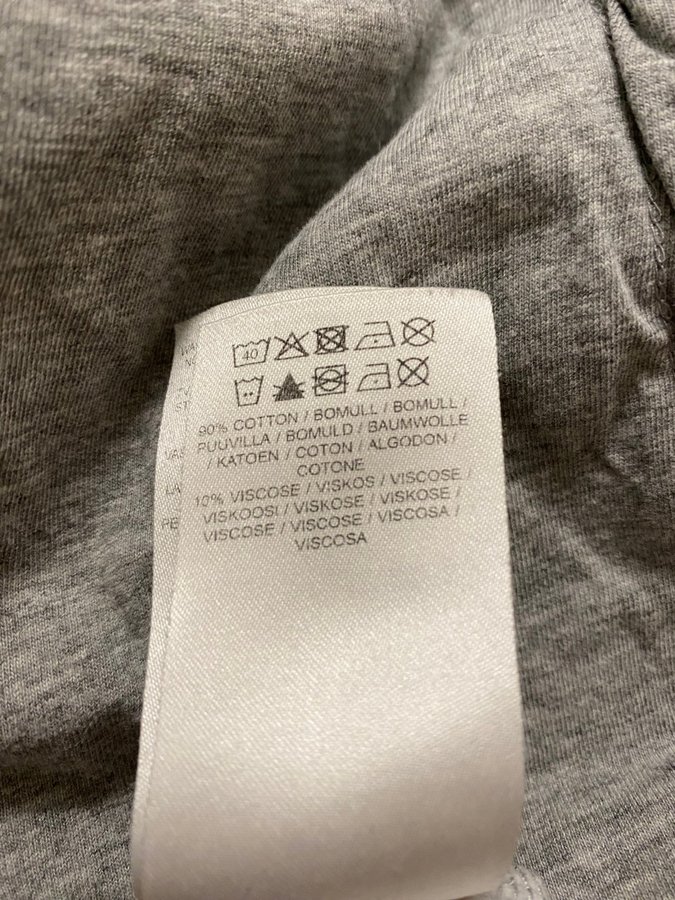 40
90% COTTON / BOMULL / BOMULL /
PUUVILLA / BOMULD / BAUMWOLLE
/ KATOEN / COTON / ALGODON /
COTONE
10% VISCOSE / VISKOS / VISCOSE /
VISKOOSI / VISKOSE / VISKOSE /
VISCOSE / VISCOSE / VISCOSA /
VISCOSA